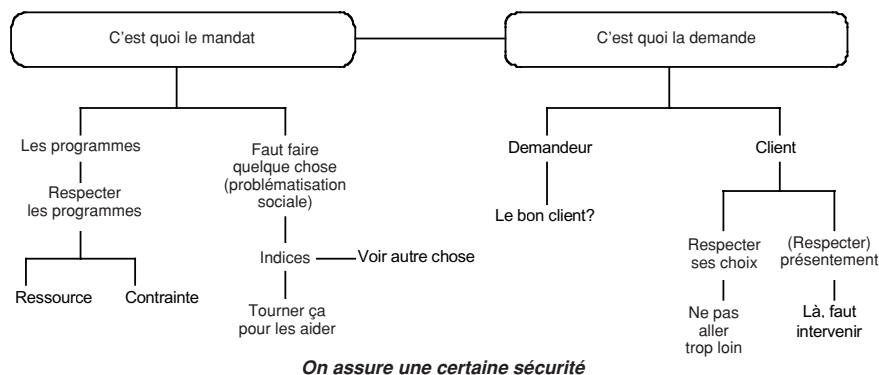 C'est quoi le mandat
C'est quoi la demande
Les programmes
Respecter
les programmes
Ressource
Contrainte
Faut faire
quelque chose
(problématisation
sociale)
Indices
Voir autre chose
Tourner ça
pour les aider
Demandeur
Le bon client?
Client
Respecter
ses choix
Ne pas
aller
trop loin
(Respecter)
présentement
Là, faut
intervenir
On assure une certaine sécurité